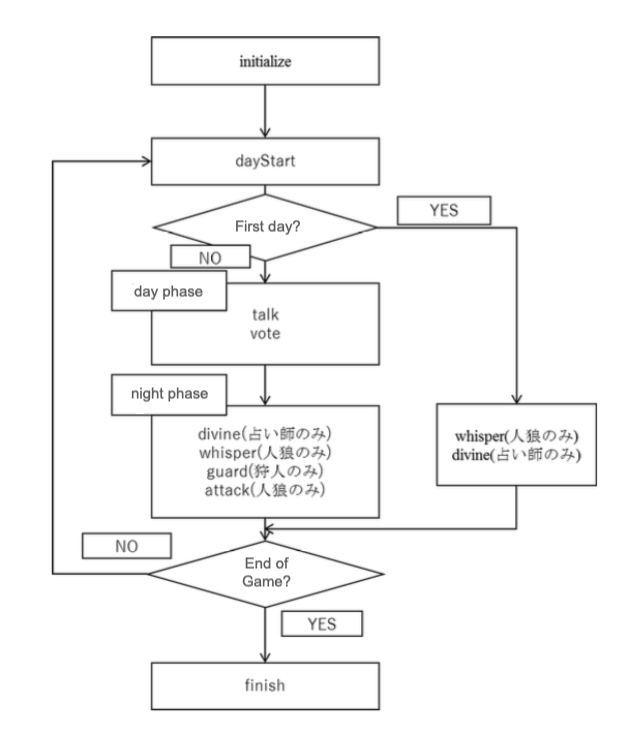 initialize
dayStart
First day?
YES
NO
day phase
talk
vote
night phase
divine(占い師のみ)
whisper(人狼のみ)
guard(狩人のみ)
attack(人狼のみ)
whisper(人狼のみ)
divine(占い師のみ)
NO
End of
Game?
YES
finish